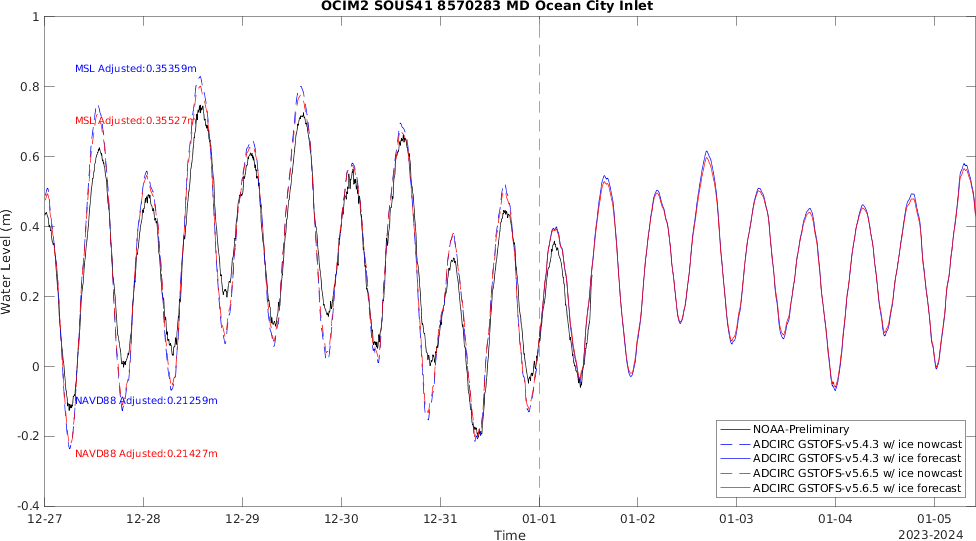 OCIM2 SOUS41 8570283 MD Ocean City Inlet
Water Level (m)
1
0.8
0.6
0.4
0.2
0
-0.2
-0.4
MSL Adjusted:0.35359m
MSL Adjusted:0.35527m
NAVD88 Adjusted:0.21259m
NAVD88 Adjusted:0.21427m
NOAA-Preliminary
ADCIRC GSTOFS-v5.4.3 w/ ice nowcast
ADCIRC GSTOFS-v5.4.3 w/ ice forecast
ADCIRC GSTOFS-v5.6.5 w/ ice nowcast
ADCIRC GSTOFS-v5.6.5 w/ ice forecast
12-27 12-28 12-29 12-30 12-31 01-01 01-02 01-03 01-04 01-05
Time
2023-2024